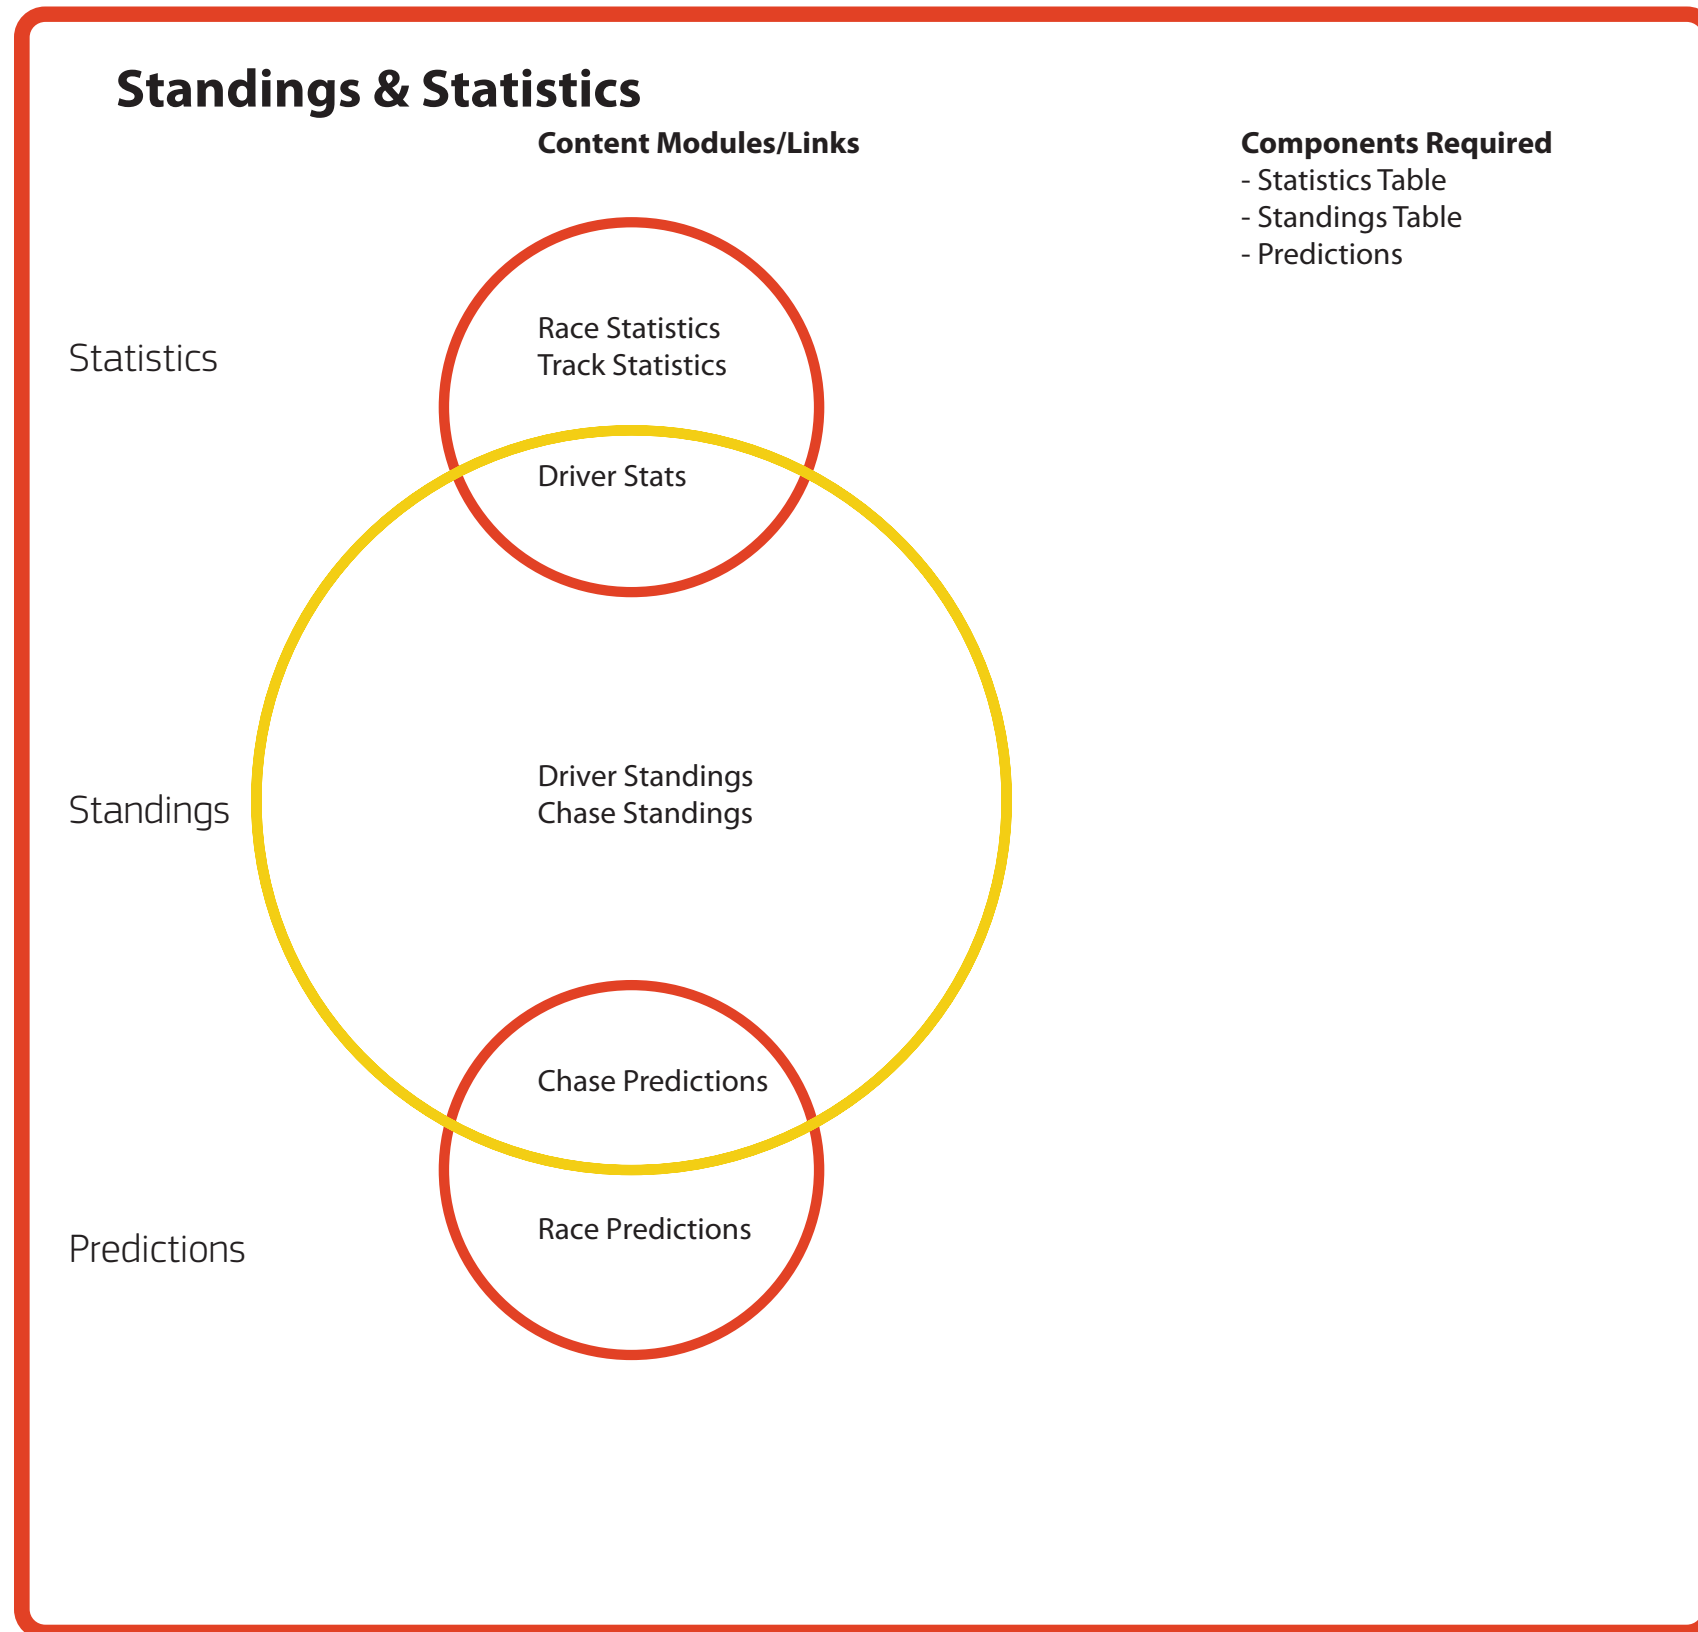 Standings & Statistics
Content Modules/Links
Components Required
- Statistics Table
- Standings Table
- Predictions
Statistics
Race Statistics
Track Statistics
Driver Stats
Standings
Driver Standings
Chase Standings
Chase Predictions
Predictions
Race Predictions